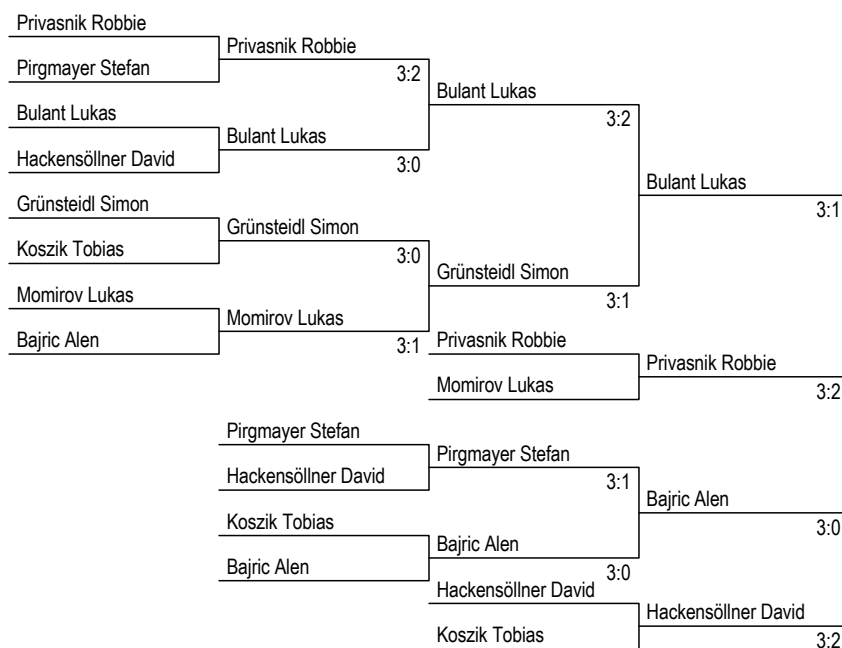 Privasnik Robbie
Privasnik Robbie
Pirgmayer Stefan
3:2
Bulant Lukas
Bulant Lukas
3:2
Bulant Lukas
Hackensöllner David
3:0
Bulant Lukas
3:1
Grünsteidl Simon
Grünsteidl Simon
Koszik Tobias
3:0
Grünsteidl Simon
3:1
Momirov Lukas
Momirov Lukas
Bajric Alen
3:1
Privasnik Robbie
Privasnik Robbie
Momirov Lukas
3:2
Pirgmayer Stefan
Pirgmayer Stefan
Hackensöllner David
3:1
Bajric Alen
3:0
Koszik Tobias
Bajric Alen
Bajric Alen
3:0
Hackensöllner David
Hackensöllner David
Koszik Tobias
3:2